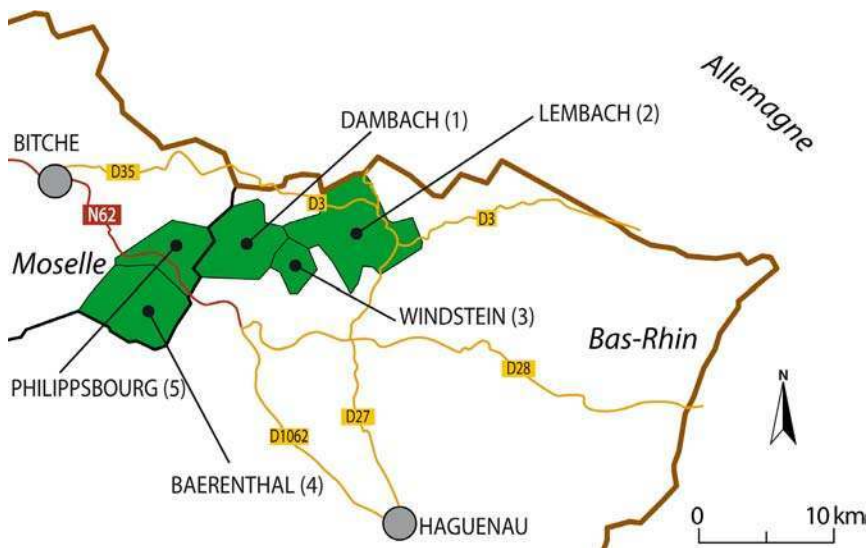 Allemagne
DAMBACH (1)
LEMBACH (2)
BITCHE
D35
D3
N62
D3
Moselle
WINDSTEIN (3)
Bas-Rhin
PHILIPPSBOURG (5)
D28
N
D27
D1062
BAERENTHAL (4)
HAGUENAU
0 10 km